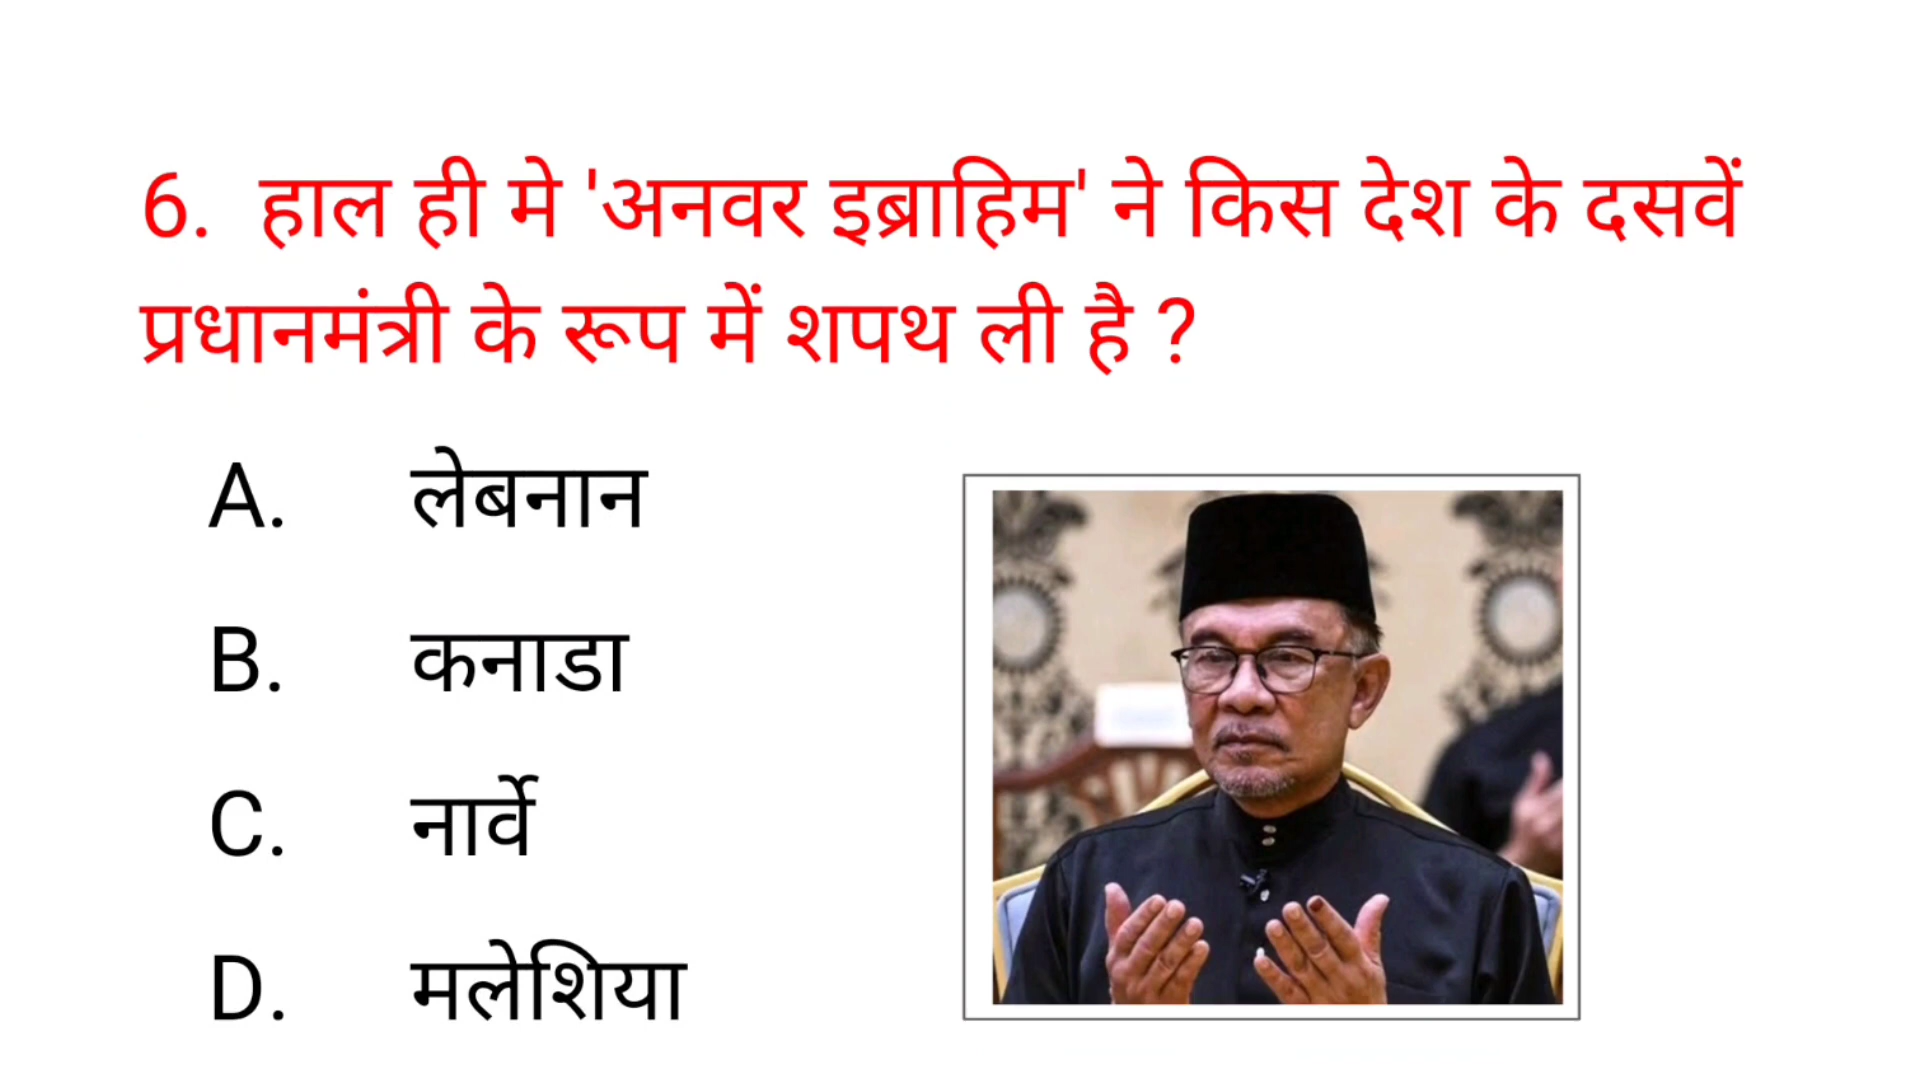 6. हाल ही मे 'अनवर इब्राहिम' ने किस देश के दसवें
प्रधानमंत्री के रूप में शपथ ली है ?
A. लेबनान
B. कनाडा
C. नार्वे
D. मलेशिया